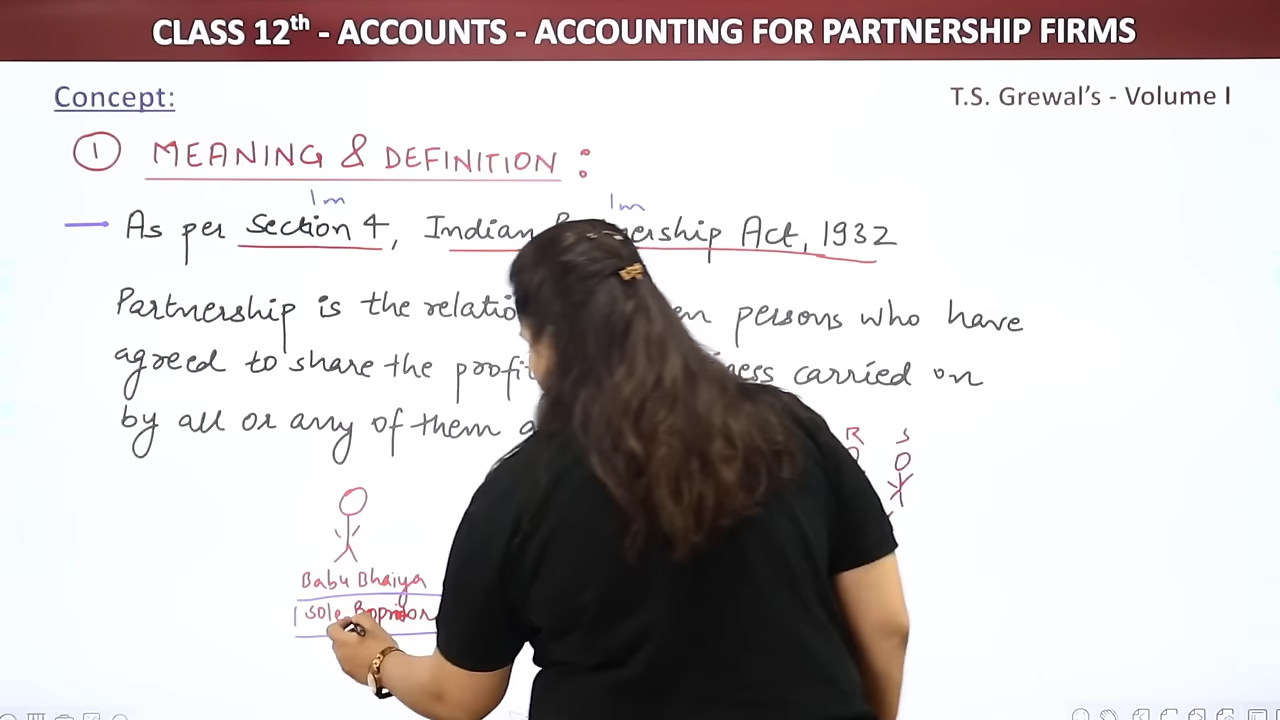 CLASS 12th - ACCOUNTS - ACCOUNTING FOR PARTNERSHIP FIRMS
Concept:
T.S. Grewal's - Volume I
1 MEANING & DEFINITION :
1m 1m
As per Section 4, Indian ership Act, 1932
Partnership is the relatio en persons who have
agreed to share the profit ness carried on
by all or any of them a
R S
Babu Bhaiya
Sole